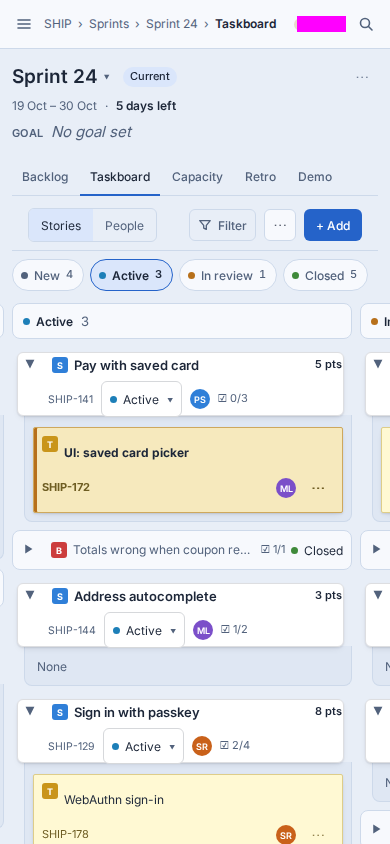 SHIP › Sprints › Sprint 24 › Taskboard
Sprint 24 Current ...
19 Oct – 30 Oct · 5 days left
GOAL No goal set
Backlog Taskboard Capacity Retro Demo
Stories People Filter ... + Add
New 4 Active 3 In review 1 Closed 5
Active 3
S Pay with saved card 5 pts
SHIP-141 Active PS 0/3
T UI: saved card picker
SHIP-172 ML ...
B Totals wrong when coupon re... 1/1 Closed
S Address autocomplete 3 pts
SHIP-144 Active ML 1/2
None
S Sign in with passkey 8 pts
SHIP-129 Active SR 2/4
T WebAuthn sign-in
SHIP-178 SR ...